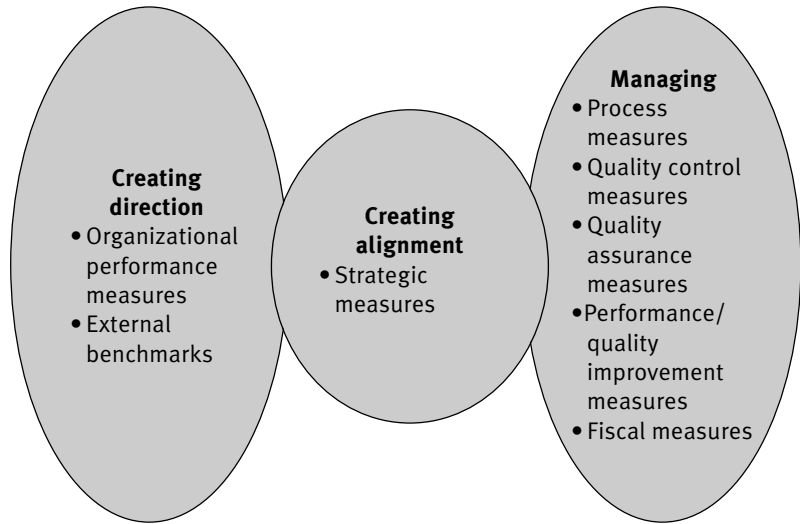 Creating
direction
• Organizational
performance
measures
• External
benchmarks
Creating
alignment
• Strategic
measures
Managing
• Process
measures
• Quality control
measures
• Quality
assurance
measures
•Performance/
quality
improvement
measures
• Fiscal measures